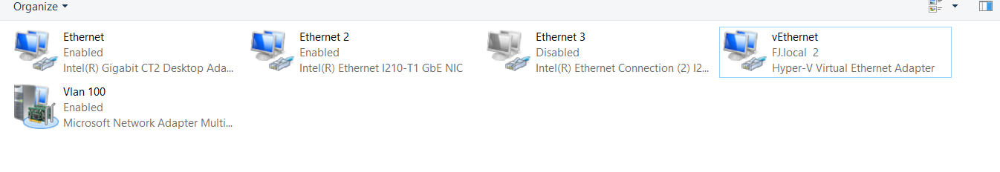 Organize
Ethernet
Enabled
Intel(R) Gigabit CT2 Desktop Ada...
Ethernet 2
Enabled
Intel(R) Ethernet I210-T1 GbE NIC
Ethernet 3
Disabled
Intel(R) Ethernet Connection (2) I2...
vEthernet
FJ.local  2
Hyper-V Virtual Ethernet Adapter
Vlan 100
Enabled
Microsoft Network Adapter Multi...